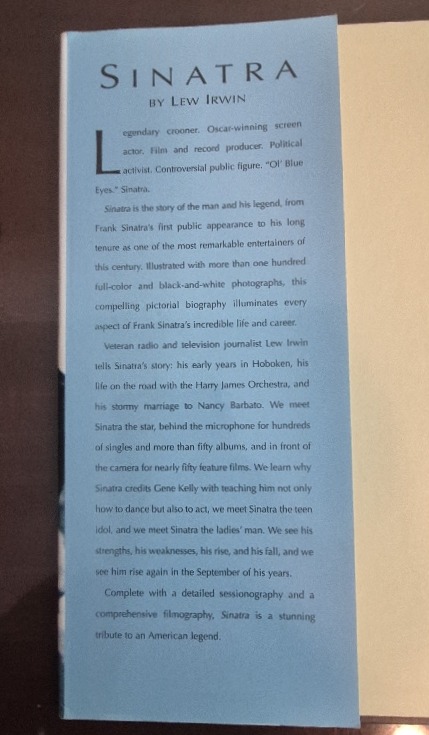 SINATRA
BY LEW IRWIN
Legendary crooner. Oscar-winning screen
actor. Film and record producer. Political
activist. Controversial public figure. "Ol' Blue
Eyes." Sinatra.
Sinatra is the story of the man and his legend, from
Frank Sinatra's first public appearance to his long
tenure as one of the most remarkable entertainers of
this century. Illustrated with more than one hundred
full-color and black-and-white photographs, this
compelling pictorial biography illuminates every
aspect of Frank Sinatra's incredible life and career.
Veteran radio and television journalist Lew Irwin
tells Sinatra's story: his early years in Hoboken, his
life on the road with the Harry James Orchestra, and
his stormy marriage to Nancy Barbato. We meet
Sinatra the star, behind the microphone for hundreds
of singles and more than fifty albums, and in front of
the camera for nearly fifty feature films. We learn why
Sinatra credits Gene Kelly with teaching him not only
how to dance but also to act, we meet Sinatra the teen
idol, and we meet Sinatra the ladies' man. We see his
strengths, his weaknesses, his rise, and his fall, and we
see him rise again in the September of his years.
Complete with a detailed sessionography and a
comprehensive filmography, Sinatra is a stunning
tribute to an American legend.